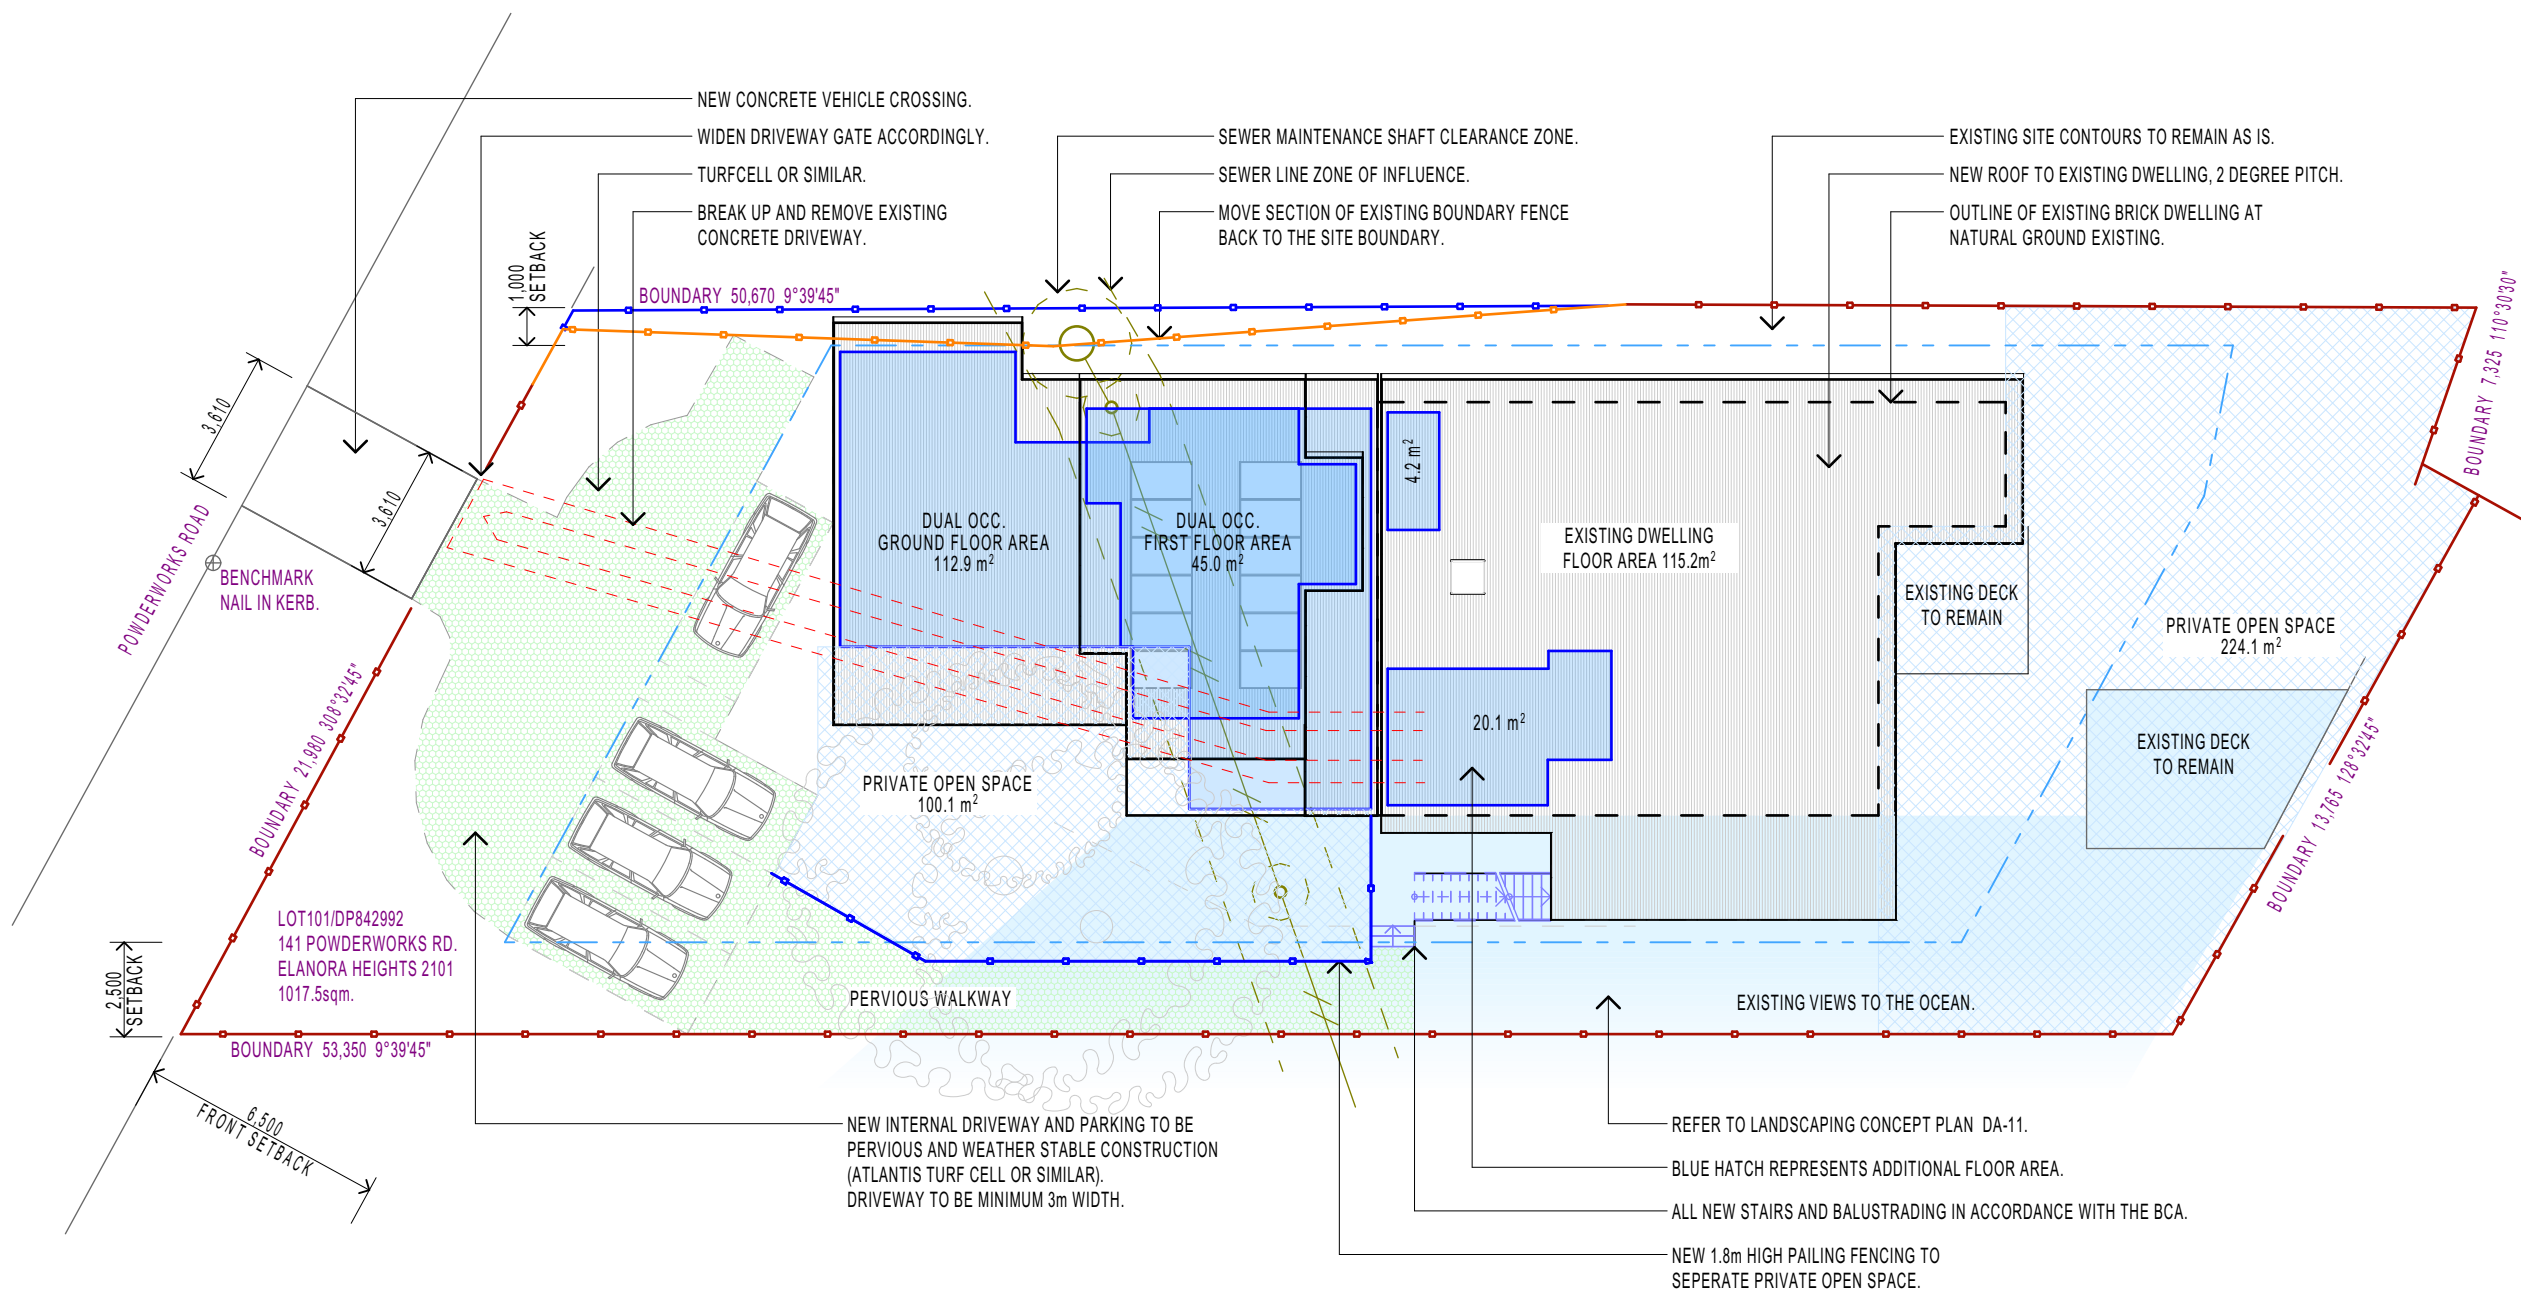 NEW CONCRETE VEHICLE CROSSING.
WIDEN DRIVEWAY GATE ACCORDINGLY.
TURFCELL OR SIMILAR.
BREAK UP AND REMOVE EXISTING
CONCRETE DRIVEWAY.
SEWER MAINTENANCE SHAFT CLEARANCE ZONE.
SEWER LINE ZONE OF INFLUENCE.
MOVE SECTION OF EXISTING BOUNDARY FENCE
BACK TO THE SITE BOUNDARY.
EXISTING SITE CONTOURS TO REMAIN AS IS.
NEW ROOF TO EXISTING DWELLING, 2 DEGREE PITCH.
OUTLINE OF EXISTING BRICK DWELLING AT
NATURAL GROUND EXISTING.
1,000
SETBACK
BOUNDARY 50,670 9°39'45"
BOUNDARY 7,325 110°30'30"
3,610
3,610
POWDERWORKS ROAD
BENCHMARK
NAIL IN KERB.
DUAL OCC.
GROUND FLOOR AREA
112.9 m²
DUAL OCC.
FIRST FLOOR AREA
45.0 m²
4.2 m²
EXISTING DWELLING
FLOOR AREA 115.2m²
EXISTING DECK
TO REMAIN
PRIVATE OPEN SPACE
224.1 m²
20.1 m²
EXISTING DECK
TO REMAIN
PRIVATE OPEN SPACE
100.1 m²
BOUNDARY 21,980 308°32'45"
BOUNDARY 13,765 128°32'45"
LOT101/DP842992
141 POWDERWORKS RD.
ELANORA HEIGHTS 2101
1017.5sqm.
2,500
SETBACK
PERVIOUS WALKWAY
EXISTING VIEWS TO THE OCEAN.
BOUNDARY 53,350 9°39'45"
6,500
FRONT SETBACK
NEW INTERNAL DRIVEWAY AND PARKING TO BE
PERVIOUS AND WEATHER STABLE CONSTRUCTION
(ATLANTIS TURF CELL OR SIMILAR).
DRIVEWAY TO BE MINIMUM 3m WIDTH.
REFER TO LANDSCAPING CONCEPT PLAN DA-11.
BLUE HATCH REPRESENTS ADDITIONAL FLOOR AREA.
ALL NEW STAIRS AND BALUSTRADING IN ACCORDANCE WITH THE BCA.
NEW 1.8m HIGH PAILING FENCING TO
SEPERATE PRIVATE OPEN SPACE.